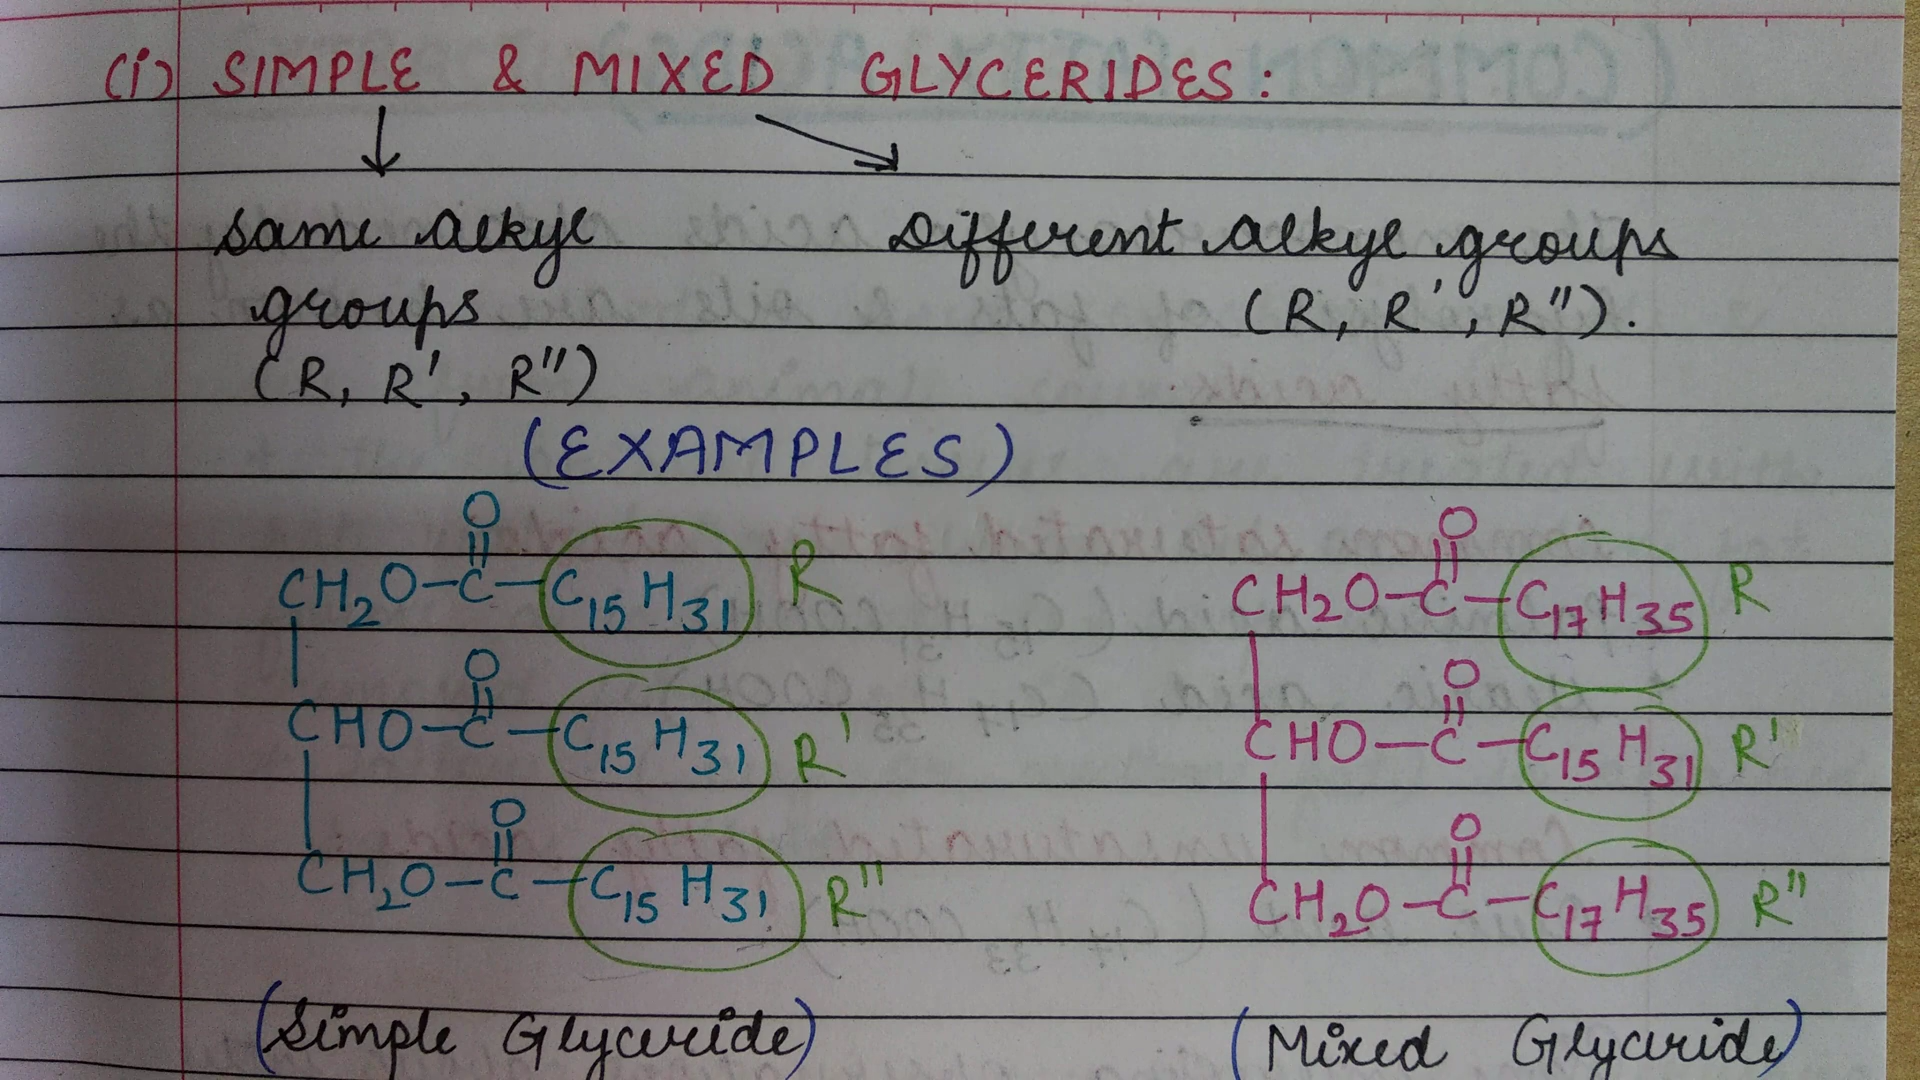 (i) SIMPLE & MIXED GLYCERIDES:
same alkyl Different alkyl groups
groups (R, R', R").
(R, R', R")
(EXAMPLES)
O O
CH2O-C-C15H31 R CH2O-C-C17H35 R
O O
CHO-C-C15H31 R' CHO-C-C15H31 R'
O O
CH2O-C-C15H31 R" CH2O-C-C17H35 R"
(Simple Glyceride) (Mixed Glyceride)